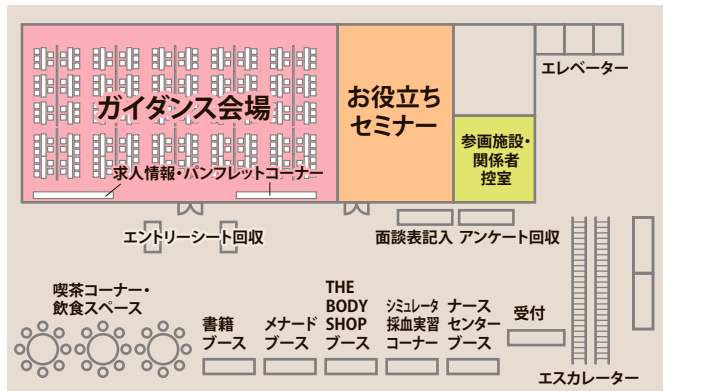 ガイダンス会場
求人情報・パンフレットコーナー
お役立ち
セミナー
参画施設・
関係者
控室
エレベーター
エントリーシート回収
面談表記入
アンケート回収
喫茶コーナー・
飲食スペース
書籍
ブース
メナード
ブース
THE
BODY
SHOP
ブース
シミュレータ
採血実習
コーナー
ナース
センター
ブース
受付
エスカレーター